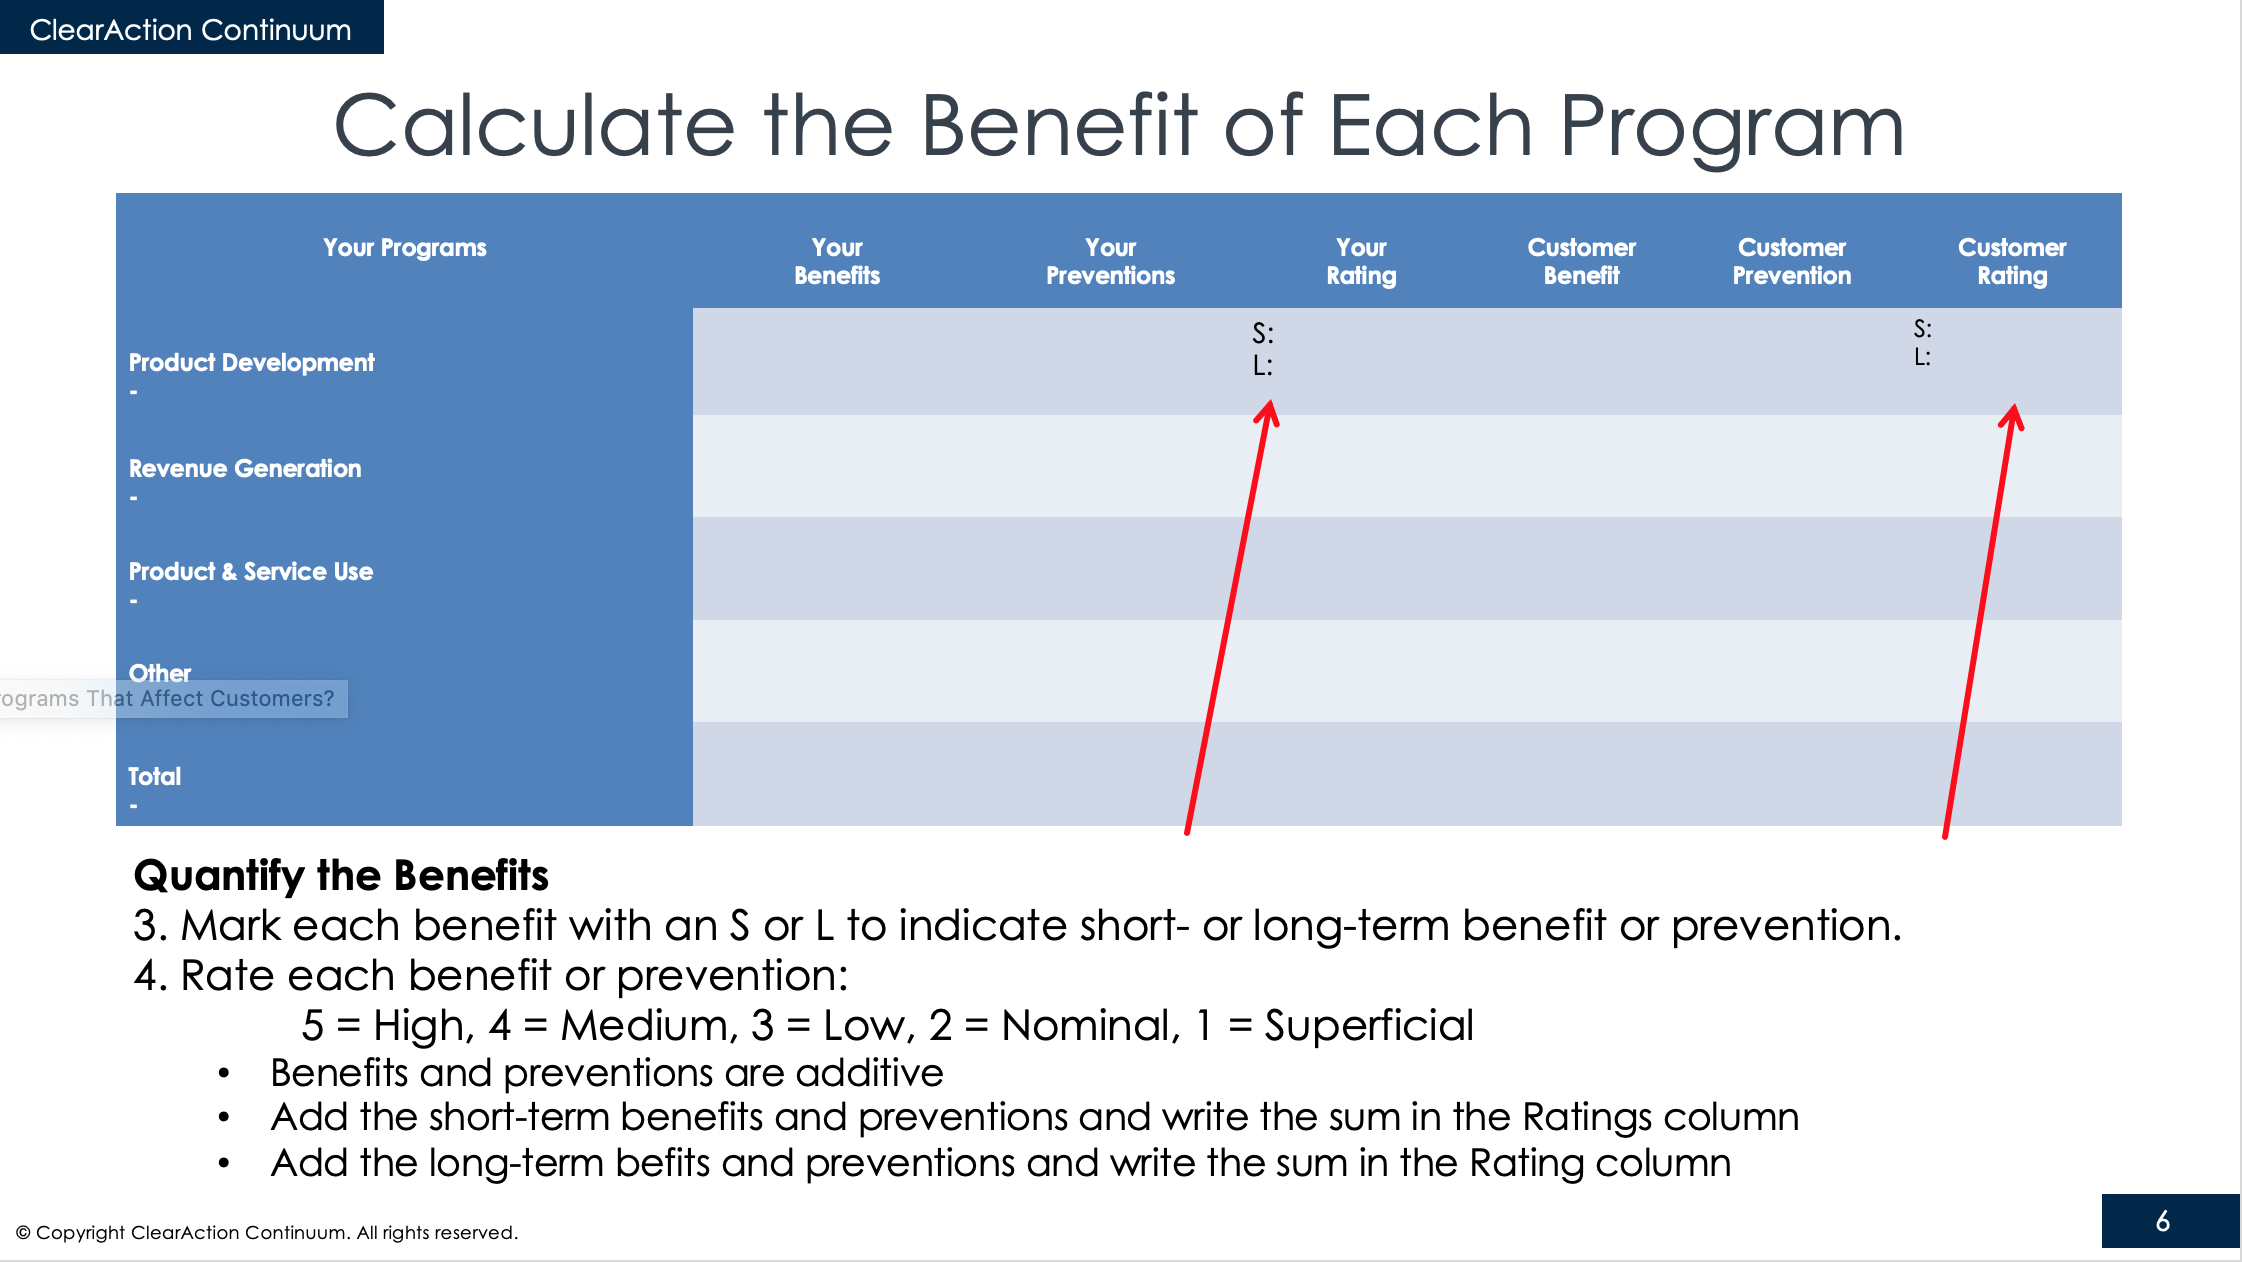 ClearAction Continuum
Calculate the Benefit of Each Program
Your Programs
Your
Benefits
Your
Preventions
Your
Rating
Customer
Benefit
Customer
Prevention
Customer
Rating
Product Development
-
S:
L:
S:
L:
Revenue Generation
-
Product & Service Use
-
Other
That Affect Customers?
Total
-
Quantify the Benefits
3. Mark each benefit with an S or L to indicate short- or long-term benefit or prevention.
4. Rate each benefit or prevention:
5 = High, 4 = Medium, 3 = Low, 2 = Nominal, 1 = Superficial
• Benefits and preventions are additive
• Add the short-term benefits and preventions and write the sum in the Ratings column
• Add the long-term befits and preventions and write the sum in the Rating column
© Copyright ClearAction Continuum. All rights reserved.
6